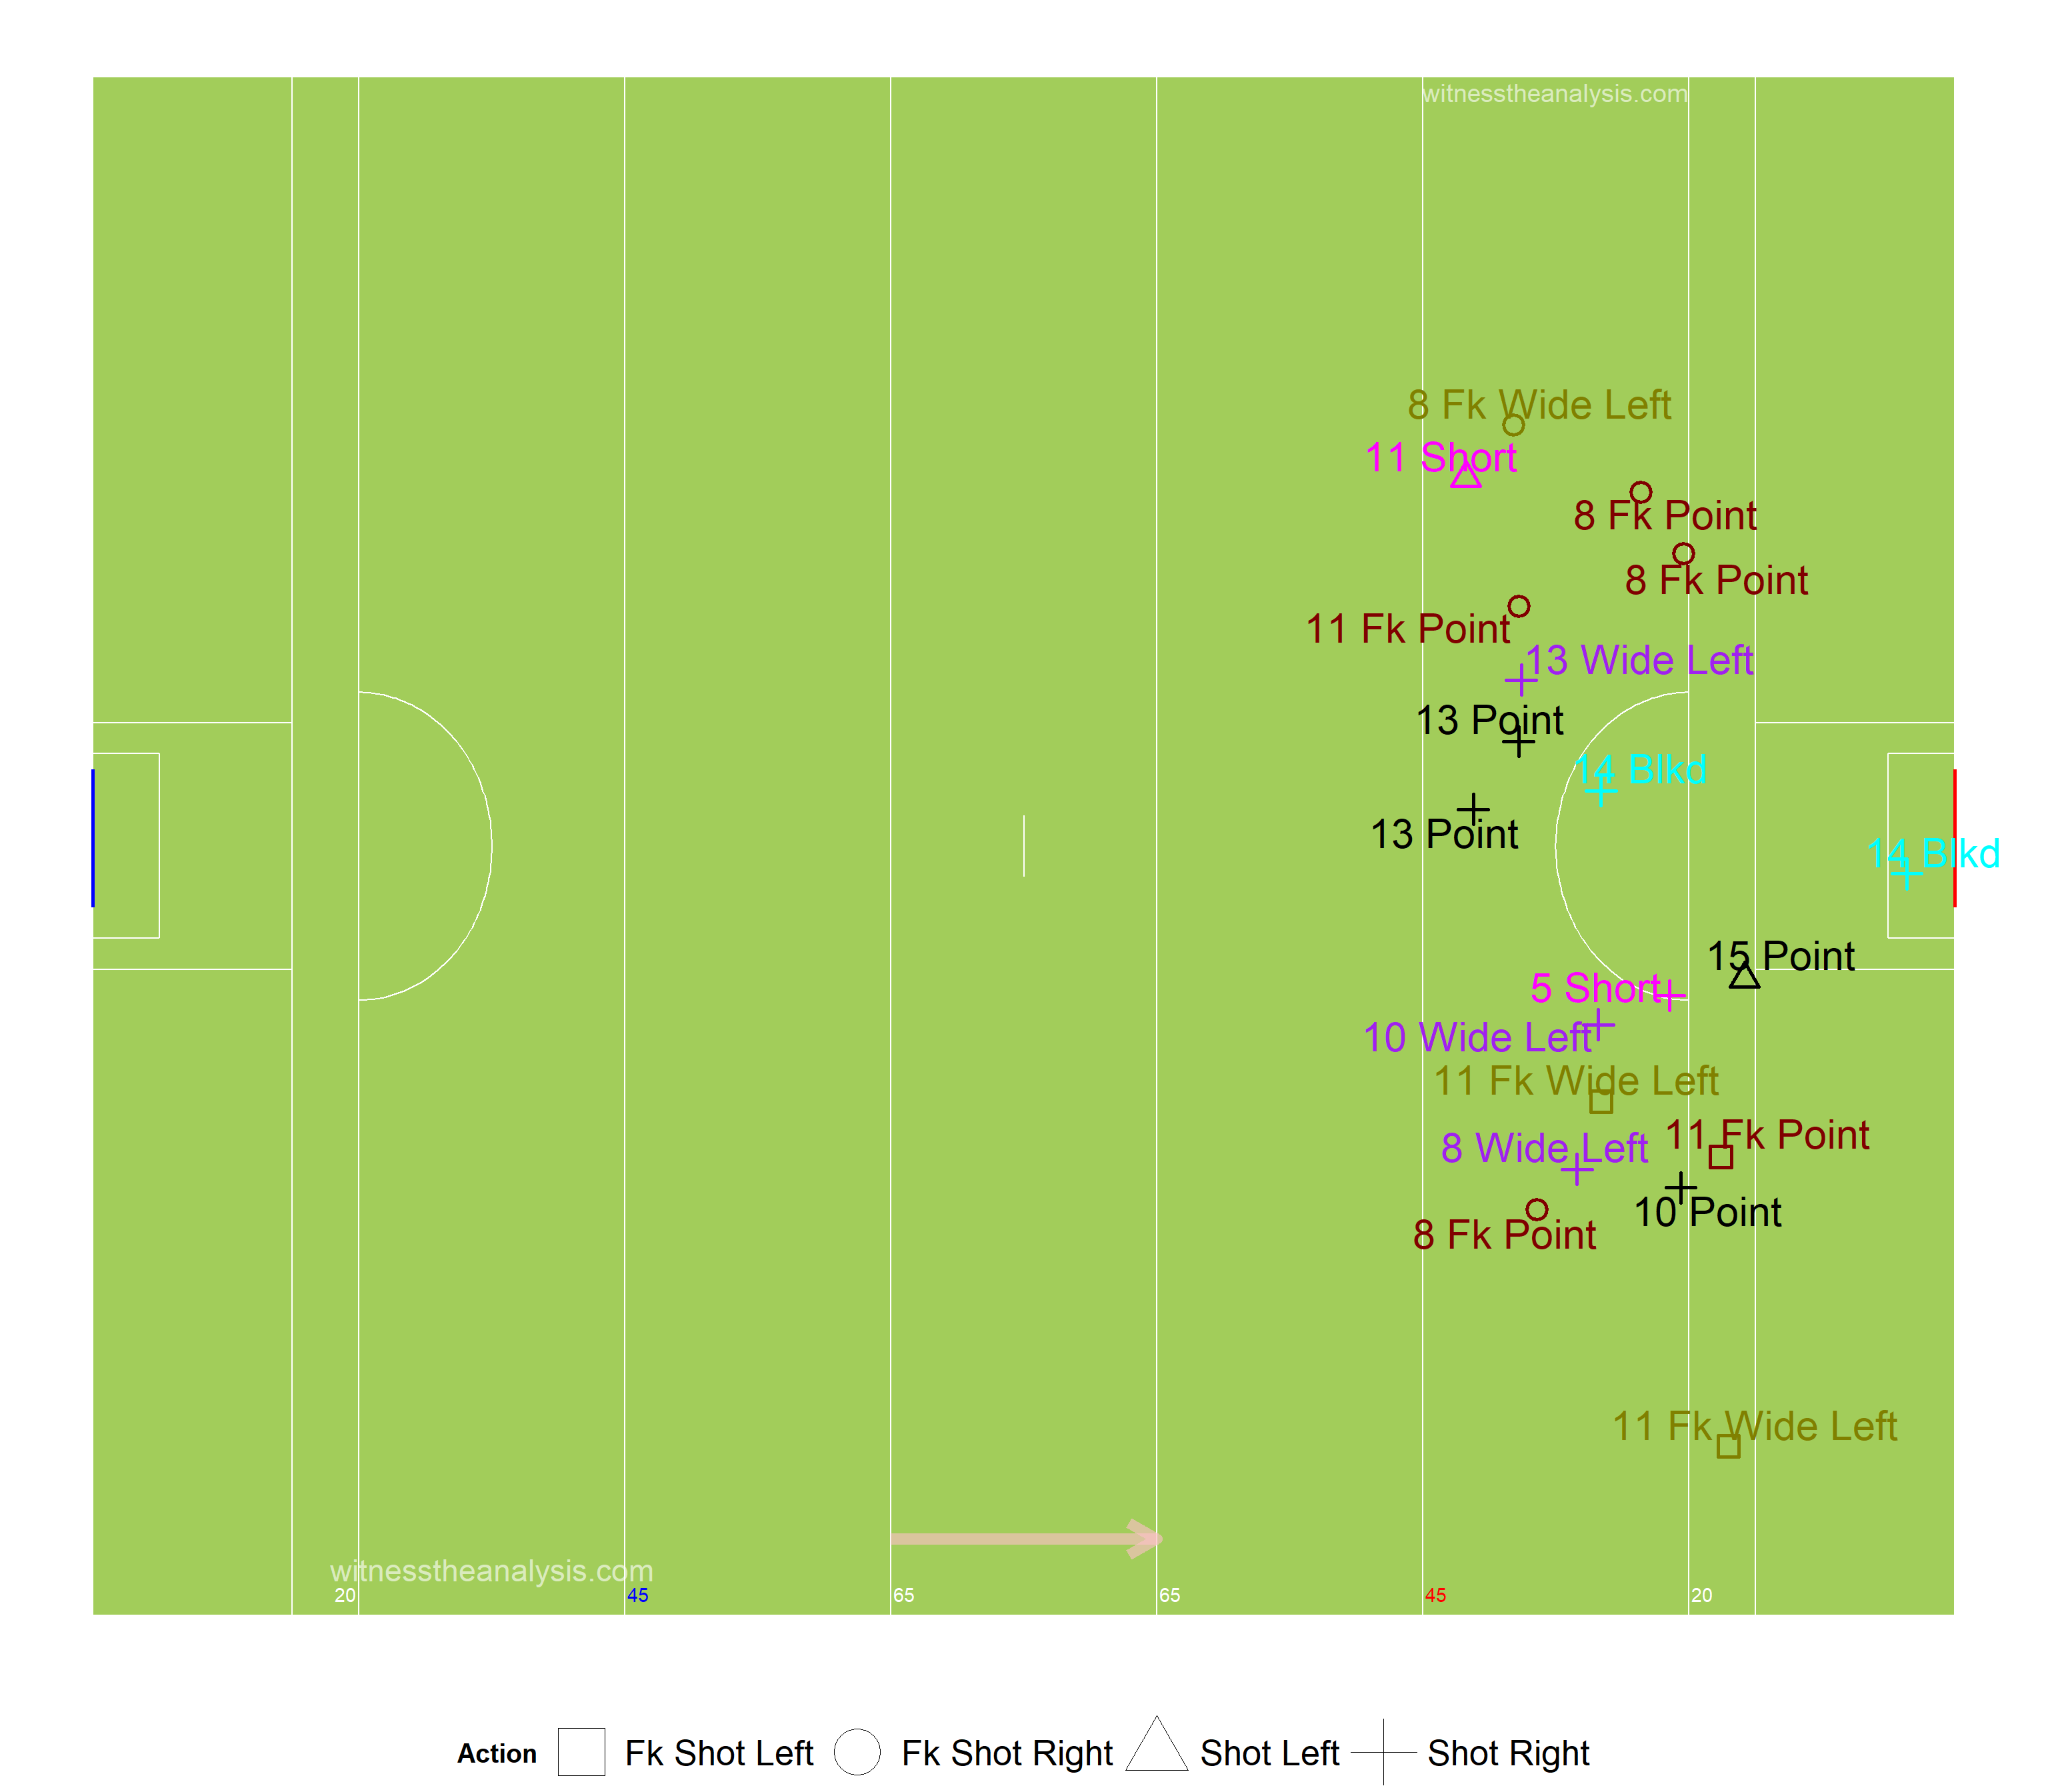 witnesstheanalysis.com
8 Fk Wide Left
11 Short
8 Fk Point
8 Fk Point
11 Fk Point
13 Wide Left
13 Point
14 Blkd
13 Point
14 Blkd
15 Point
5 Short
10 Wide Left
11 Fk Wide Left
11 Fk Point
8 Wide Left
10 Point
8 Fk Point
11 Fk Wide Left
witnesstheanalysis.com
20 45 65 65 45 20
Action Fk Shot Left Fk Shot Right Shot Left Shot Right